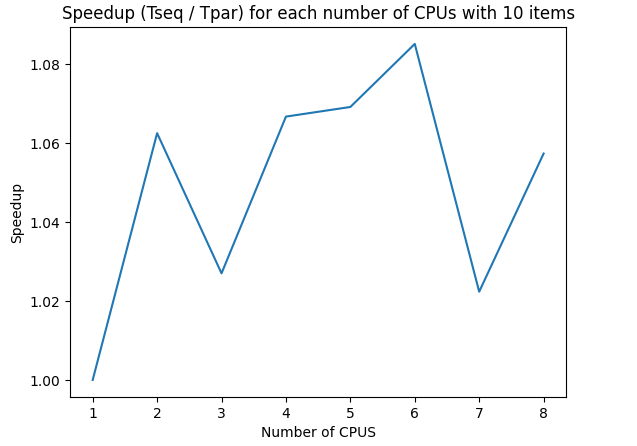 Speedup (Tseq / Tpar) for each number of CPUs with 10 items
1.08
1.06
1.04
1.02
1.00
Speedup
1 2 3 4 5 6 7 8
Number of CPUS